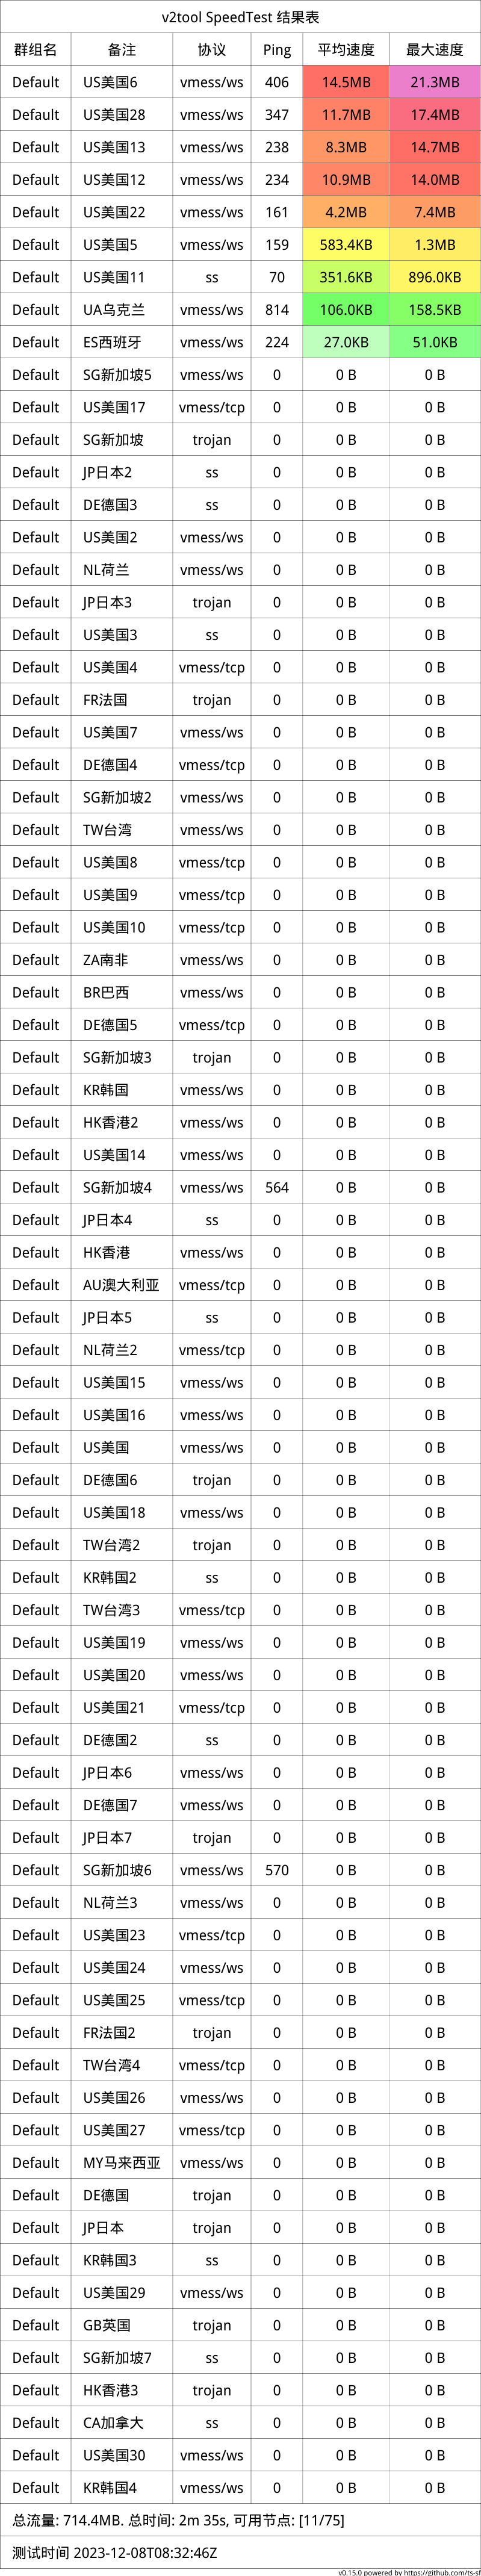 v2tool SpeedTest 结果表
群组名 备注 协议 Ping 平均速度 最大速度
Default US美国6 vmess/ws 406 14.5MB 21.3MB
Default US美国28 vmess/ws 347 11.7MB 17.4MB
Default US美国13 vmess/ws 238 8.3MB 14.7MB
Default US美国12 vmess/ws 234 10.9MB 14.0MB
Default US美国22 vmess/ws 161 4.2MB 7.4MB
Default US美国5 vmess/ws 159 583.4KB 1.3MB
Default US美国11 ss 70 351.6KB 896.0KB
Default UA乌克兰 vmess/ws 814 106.0KB 158.5KB
Default ES西班牙 vmess/ws 224 27.0KB 51.0KB
Default SG新加坡5 vmess/ws 0 0 B 0 B
Default US美国17 vmess/tcp 0 0 B 0 B
Default SG新加坡 trojan 0 0 B 0 B
Default JP日本2 ss 0 0 B 0 B
Default DE德国3 ss 0 0 B 0 B
Default US美国2 vmess/ws 0 0 B 0 B
Default NL荷兰 vmess/ws 0 0 B 0 B
Default JP日本3 trojan 0 0 B 0 B
Default US美国3 ss 0 0 B 0 B
Default US美国4 vmess/tcp 0 0 B 0 B
Default FR法国 trojan 0 0 B 0 B
Default US美国7 vmess/ws 0 0 B 0 B
Default DE德国4 vmess/tcp 0 0 B 0 B
Default SG新加坡2 vmess/ws 0 0 B 0 B
Default TW台湾 vmess/ws 0 0 B 0 B
Default US美国8 vmess/tcp 0 0 B 0 B
Default US美国9 vmess/tcp 0 0 B 0 B
Default US美国10 vmess/tcp 0 0 B 0 B
Default ZA南非 vmess/ws 0 0 B 0 B
Default BR巴西 vmess/ws 0 0 B 0 B
Default DE德国5 vmess/tcp 0 0 B 0 B
Default SG新加坡3 trojan 0 0 B 0 B
Default KR韩国 vmess/ws 0 0 B 0 B
Default HK香港2 vmess/ws 0 0 B 0 B
Default US美国14 vmess/ws 0 0 B 0 B
Default SG新加坡4 vmess/ws 564 0 B 0 B
Default JP日本4 ss 0 0 B 0 B
Default HK香港 vmess/ws 0 0 B 0 B
Default AU澳大利亚 vmess/tcp 0 0 B 0 B
Default JP日本5 ss 0 0 B 0 B
Default NL荷兰2 vmess/tcp 0 0 B 0 B
Default US美国15 vmess/ws 0 0 B 0 B
Default US美国16 vmess/ws 0 0 B 0 B
Default US美国 vmess/ws 0 0 B 0 B
Default DE德国6 trojan 0 0 B 0 B
Default US美国18 vmess/ws 0 0 B 0 B
Default TW台湾2 trojan 0 0 B 0 B
Default KR韩国2 ss 0 0 B 0 B
Default TW台湾3 vmess/tcp 0 0 B 0 B
Default US美国19 vmess/ws 0 0 B 0 B
Default US美国20 vmess/ws 0 0 B 0 B
Default US美国21 vmess/tcp 0 0 B 0 B
Default DE德国2 ss 0 0 B 0 B
Default JP日本6 vmess/ws 0 0 B 0 B
Default DE德国7 vmess/ws 0 0 B 0 B
Default JP日本7 trojan 0 0 B 0 B
Default SG新加坡6 vmess/ws 570 0 B 0 B
Default NL荷兰3 vmess/ws 0 0 B 0 B
Default US美国23 vmess/tcp 0 0 B 0 B
Default US美国24 vmess/ws 0 0 B 0 B
Default US美国25 vmess/tcp 0 0 B 0 B
Default FR法国2 trojan 0 0 B 0 B
Default TW台湾4 vmess/tcp 0 0 B 0 B
Default US美国26 vmess/ws 0 0 B 0 B
Default US美国27 vmess/tcp 0 0 B 0 B
Default MY马来西亚 vmess/ws 0 0 B 0 B
Default DE德国 trojan 0 0 B 0 B
Default JP日本 trojan 0 0 B 0 B
Default KR韩国3 ss 0 0 B 0 B
Default US美国29 vmess/ws 0 0 B 0 B
Default GB英国 trojan 0 0 B 0 B
Default SG新加坡7 ss 0 0 B 0 B
Default HK香港3 trojan 0 0 B 0 B
Default CA加拿大 ss 0 0 B 0 B
Default US美国30 vmess/ws 0 0 B 0 B
Default KR韩国4 vmess/ws 0 0 B 0 B
总流量: 714.4MB. 总时间: 2m 35s, 可用节点: [11/75]
测试时间 2023-12-08T08:32:46Z
v0.15.0 powered by https://github.com/ts-sf